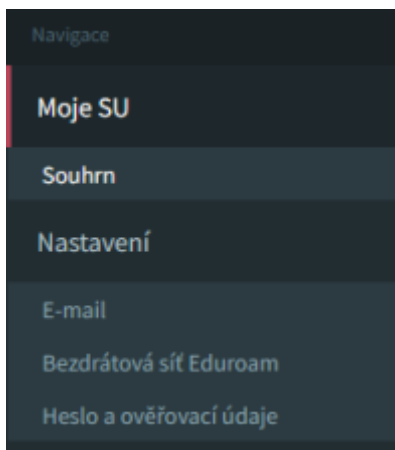 Navigace
Moje SU
Souhrn
Nastavení
E-mail
Bezdrátová síť Eduroam
Heslo a ověřovací údaje